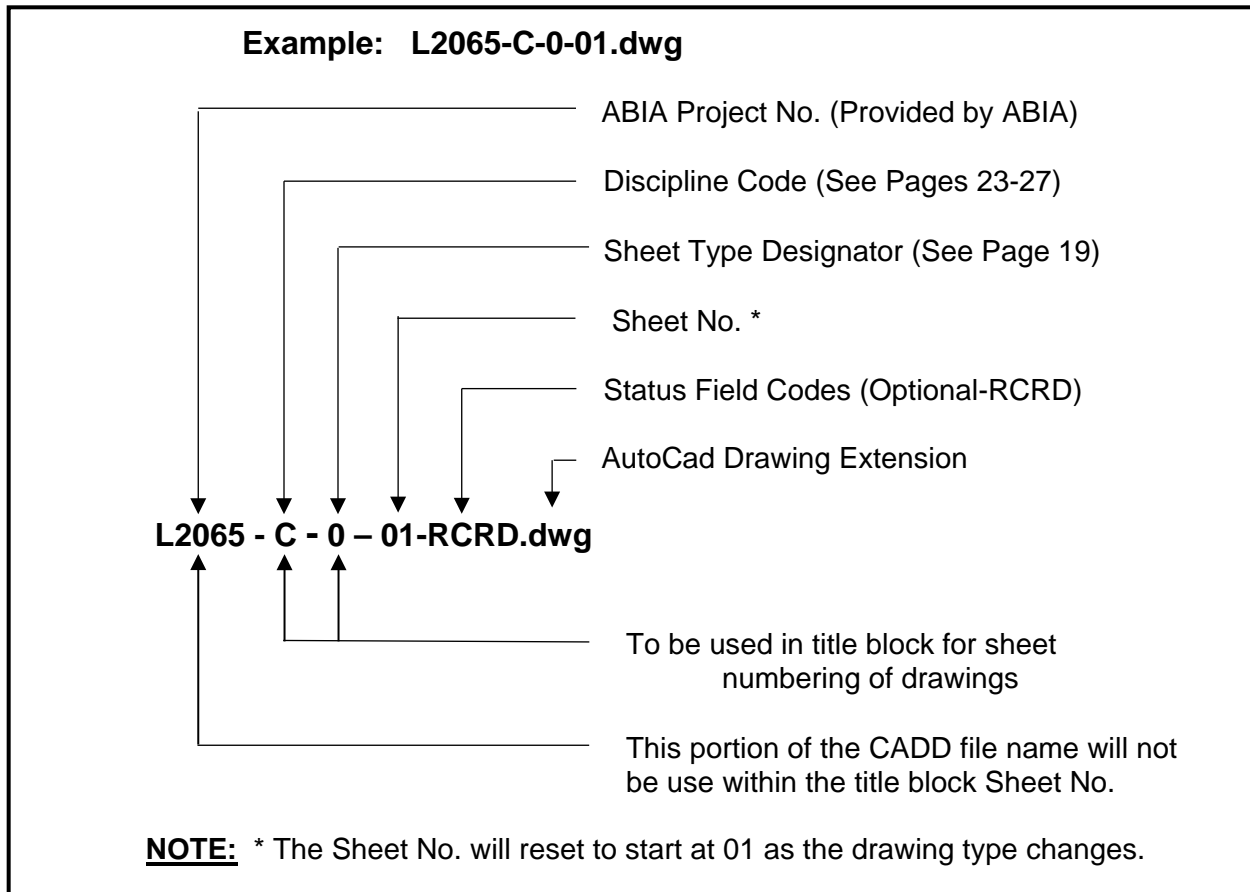 Example: L2065-C-0-01.dwg
ABIA Project No. (Provided by ABIA)
Discipline Code (See Pages 23-27)
Sheet Type Designator (See Page 19)
Sheet No. *
Status Field Codes (Optional-RCRD)
AutoCad Drawing Extension
L2065 - C - 0 – 01-RCRD.dwg
To be used in title block for sheet
numbering of drawings
This portion of the CADD file name will not
be use within the title block Sheet No.
NOTE: * The Sheet No. will reset to start at 01 as the drawing type changes.